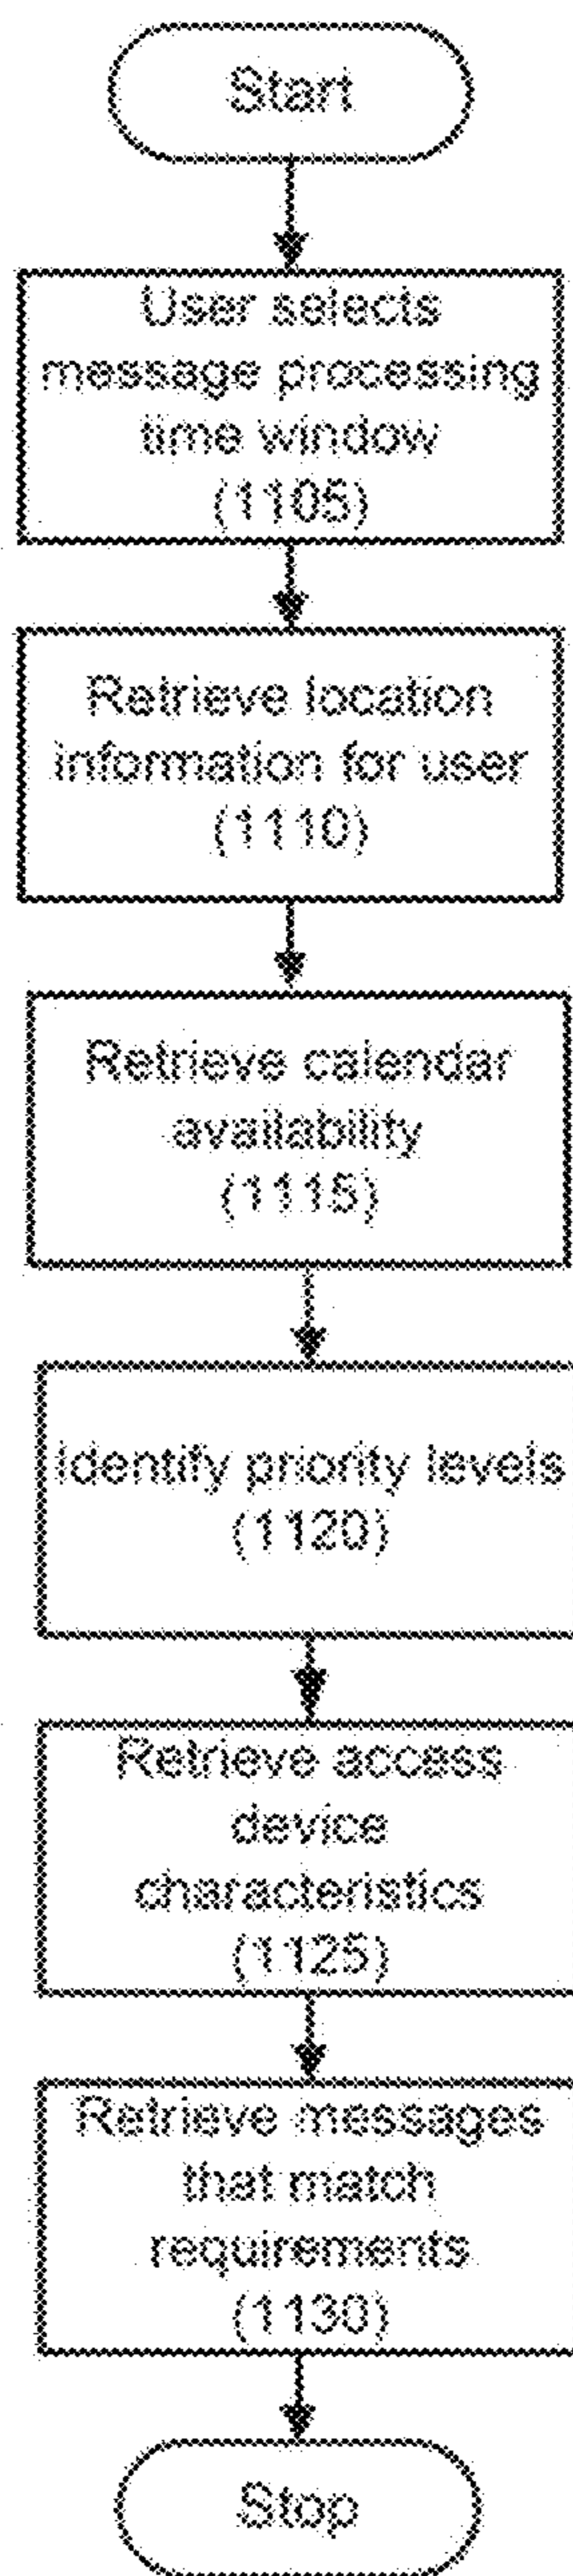 Start
User selects
message processing
time window
(1105)
Retrieve location
information for user
(1110)
Retrieve calendar
availability
(1115)
Identify priority levels
(1120)
Retrieve access
device
characteristics
(1125)
Retrieve messages
that match
requirements
(1130)
Stop